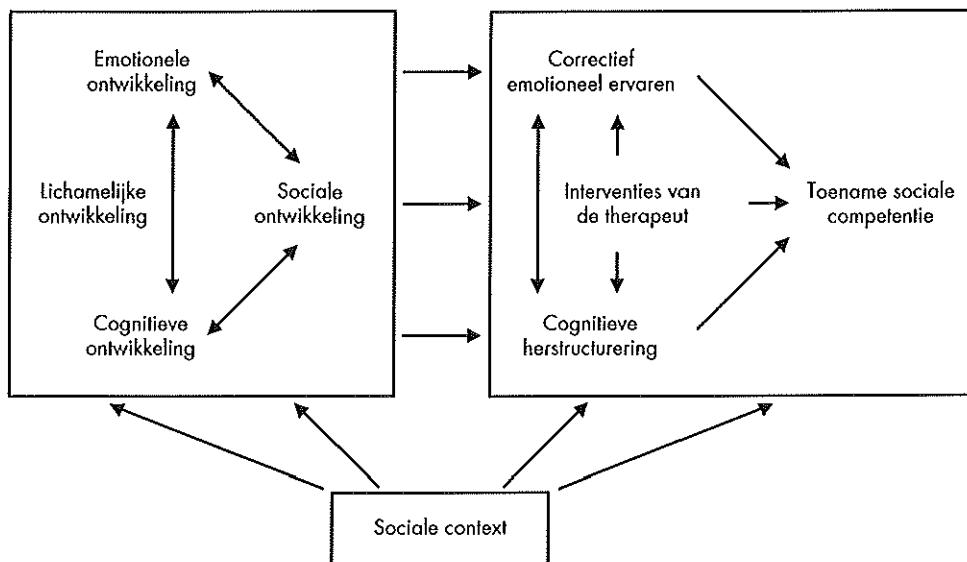 Emotionele
ontwikkeling
Lichamelijke
ontwikkeling
Sociale
ontwikkeling
Cognitieve
ontwikkeling
Correctief
emotioneel ervaren
Interventies van
de therapeut
Toename sociale
competentie
Cognitieve
herstructurering
Sociale context